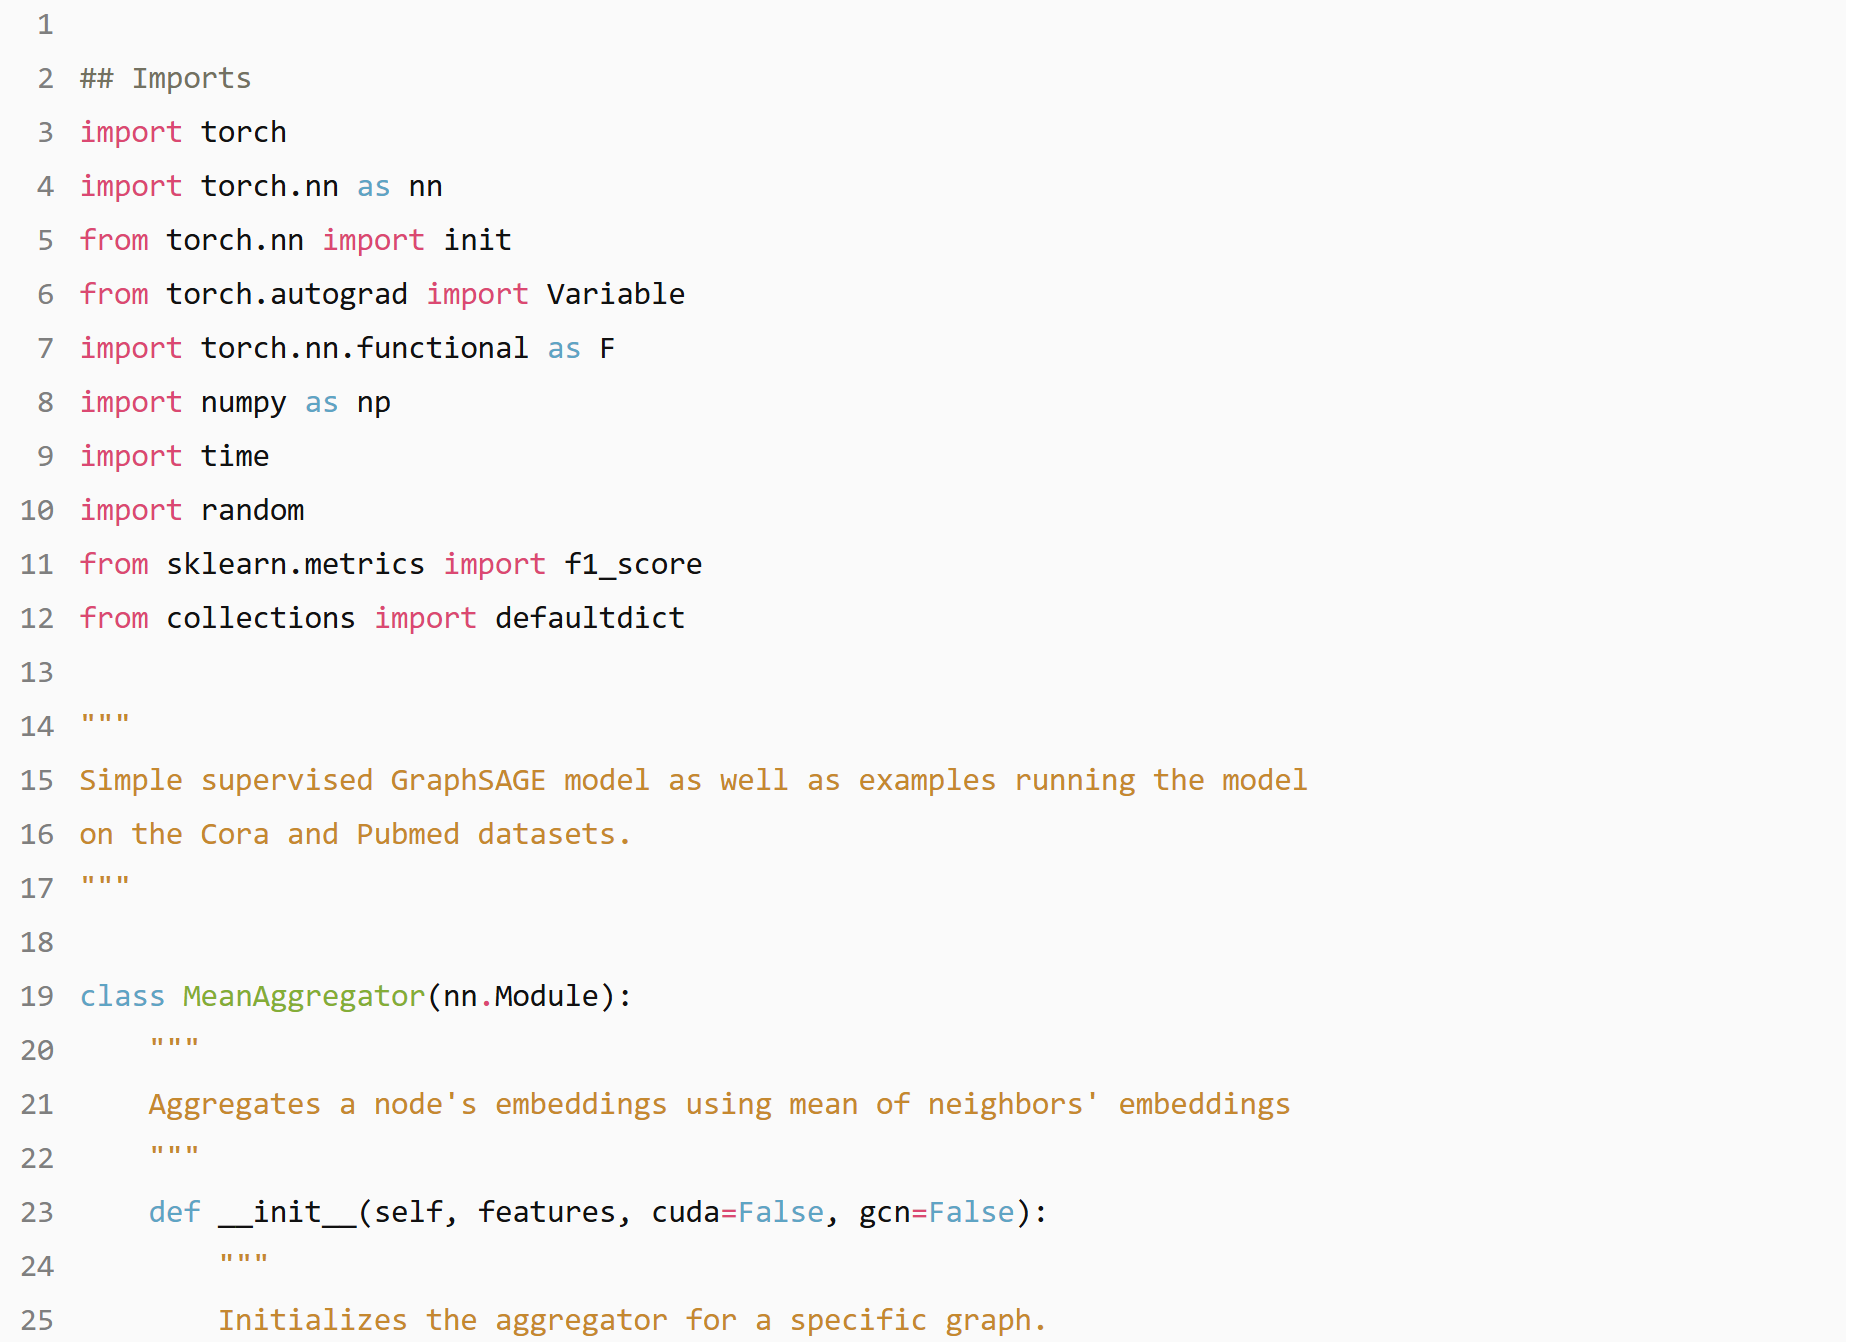 1
2 ## Imports
3 import torch
4 import torch.nn as nn
5 from torch.nn import init
6 from torch.autograd import Variable
7 import torch.nn.functional as F
8 import numpy as np
9 import time
10 import random
11 from sklearn.metrics import f1_score
12 from collections import defaultdict
13
14 """
15 Simple supervised GraphSAGE model as well as examples running the model
16 on the Cora and Pubmed datasets.
17 """
18
19 class MeanAggregator(nn.Module):
20     """
21     Aggregates a node's embeddings using mean of neighbors' embeddings
22     """
23     def __init__(self, features, cuda=False, gcn=False):
24         """
25         Initializes the aggregator for a specific graph.